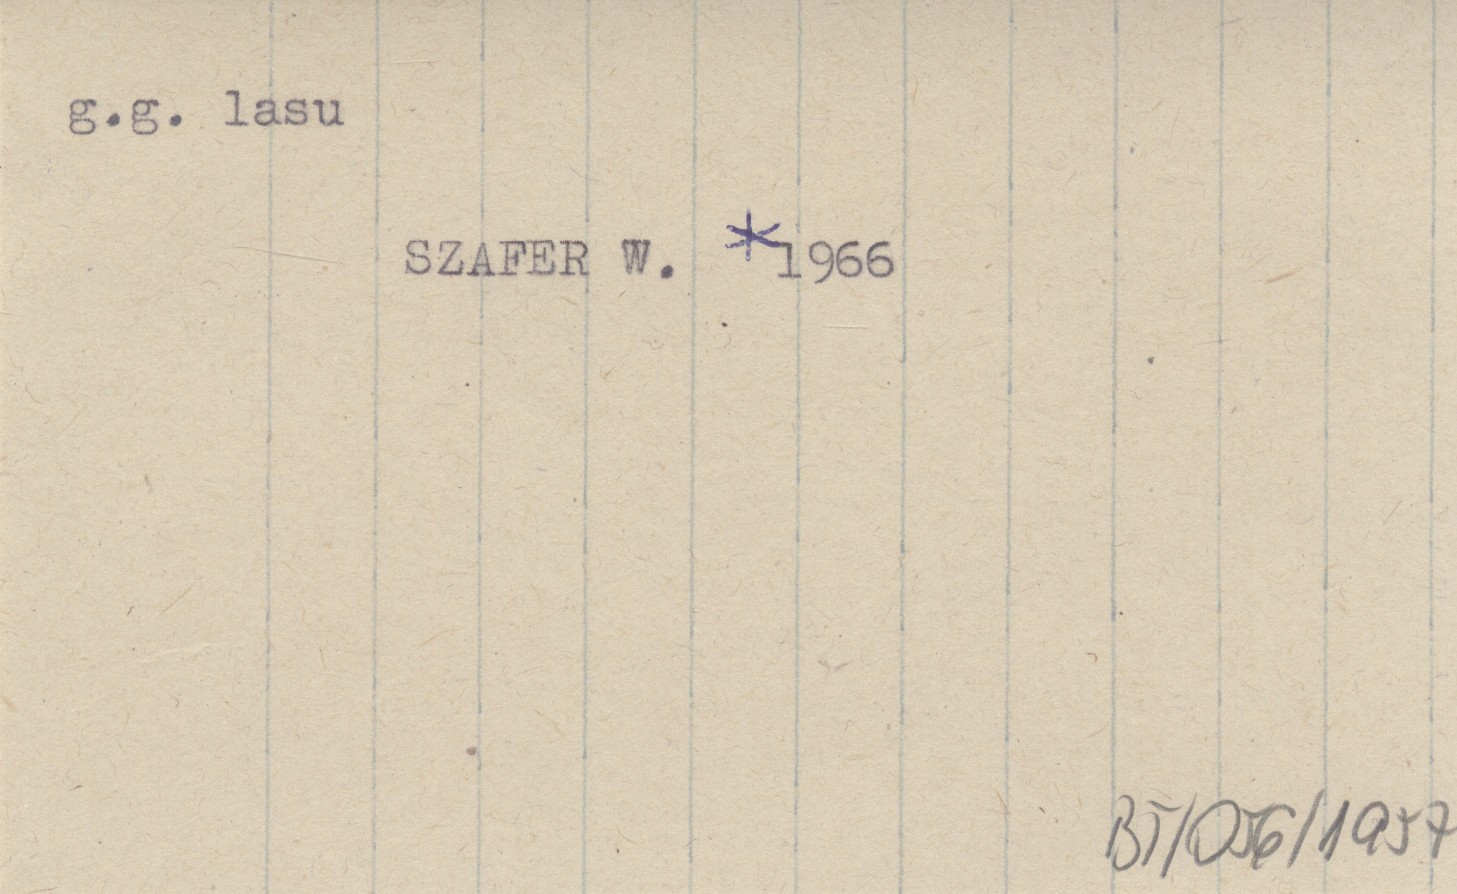 g.g. lasu
SZAFER W. *1966
BT/056/1957